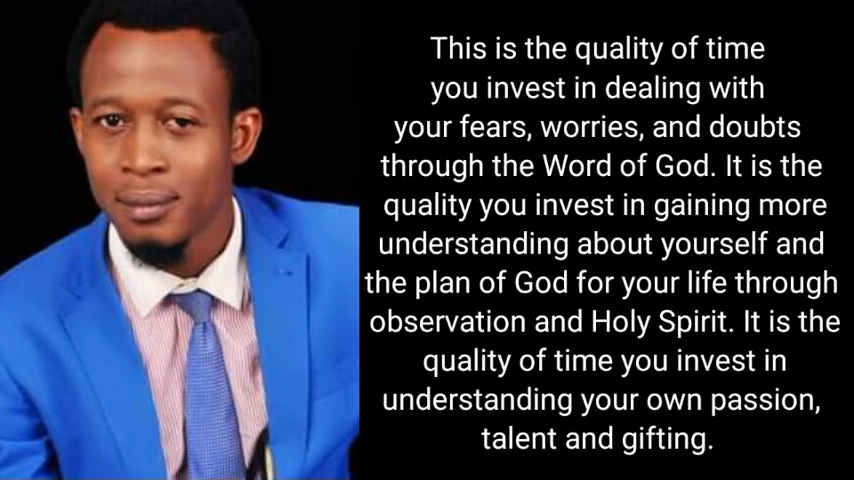 This is the quality of time
you invest in dealing with
your fears, worries, and doubts
through the Word of God. It is the
quality you invest in gaining more
understanding about yourself and
the plan of God for your life through
observation and Holy Spirit. It is the
quality of time you invest in
understanding your own passion,
talent and gifting.